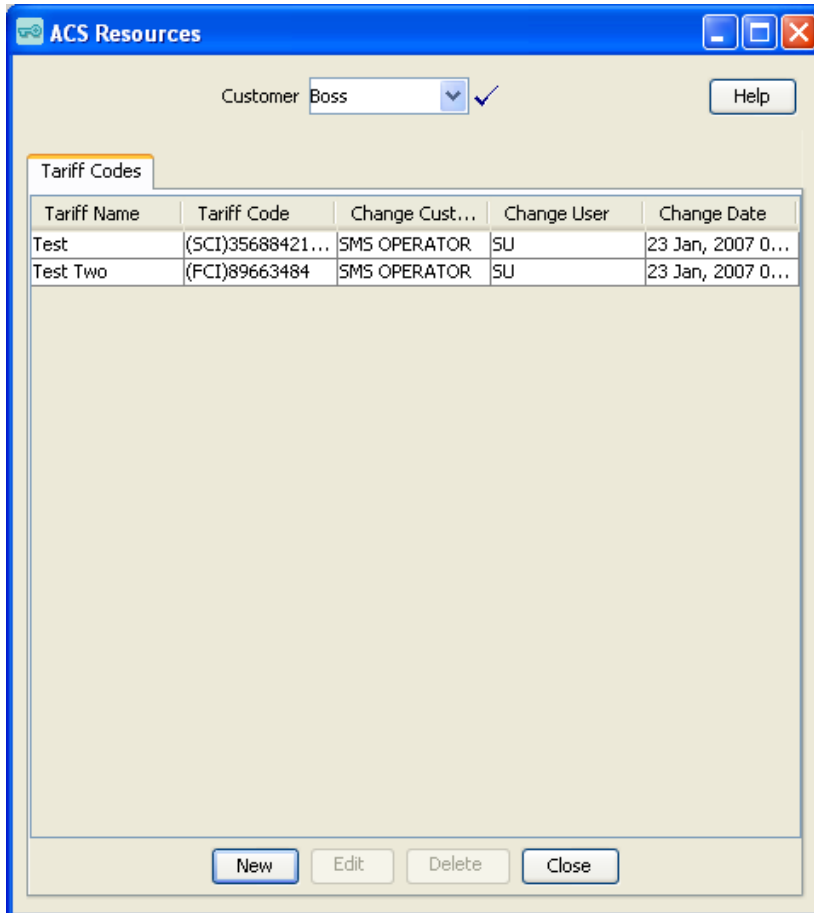 ACS Resources
Customer Boss Help
Tariff Codes
Tariff Name Tariff Code Change Cust... Change User Change Date
Test (SCI)35688421... SMS OPERATOR SU 23 Jan, 2007 0...
Test Two (FCI)89663484 SMS OPERATOR SU 23 Jan, 2007 0...
New Edit Delete Close